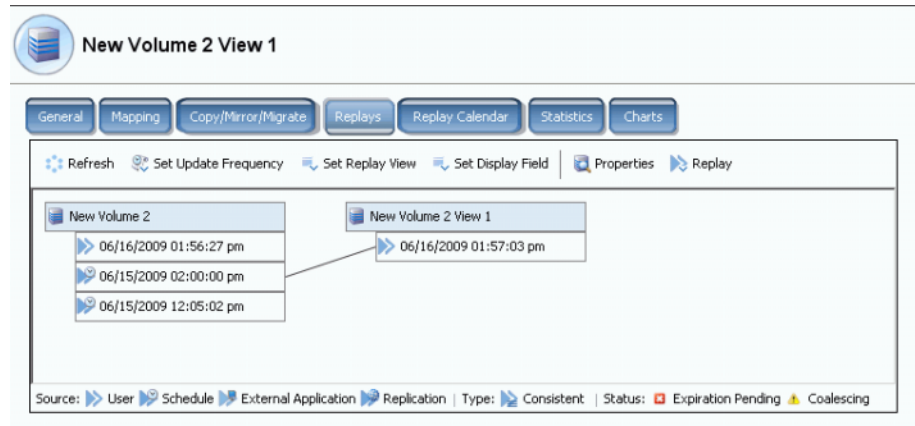 New Volume 2 View 1
General Mapping Copy/Mirror/Migrate Replays Replay Calendar Statistics Charts
Refresh Set Update Frequency Set Replay View Set Display Field Properties Replay
New Volume 2 New Volume 2 View 1
06/16/2009 01:56:27 pm 06/16/2009 01:57:03 pm
06/15/2009 02:00:00 pm
06/15/2009 12:05:02 pm
Source: User Schedule External Application Replication | Type: Consistent | Status: Expiration Pending Coalescing